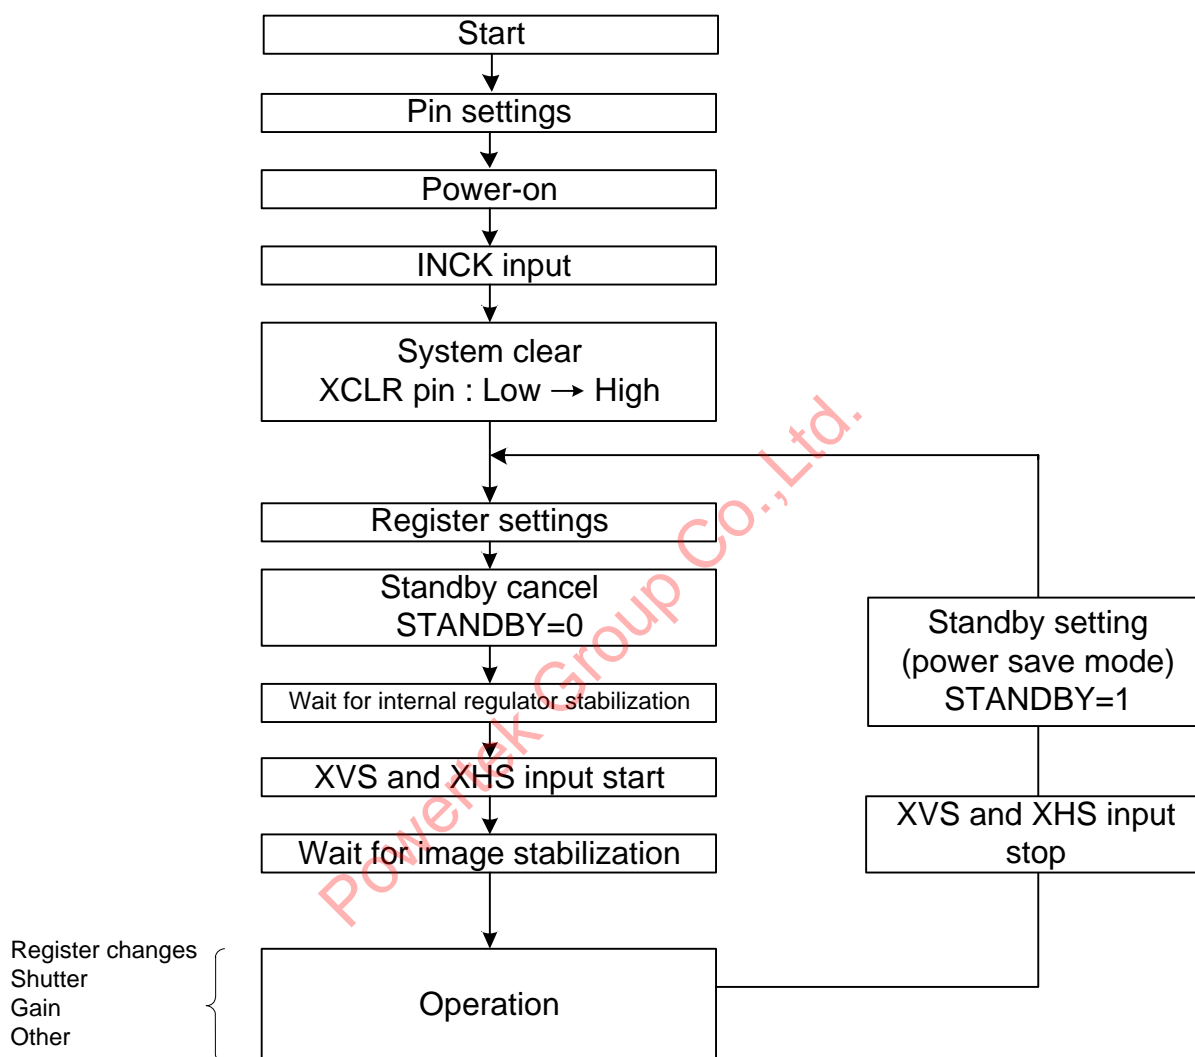 Start
Pin settings
Power-on
INCK input
System clear
XCLR pin : Low → High
Register settings
Standby cancel
STANDBY=0
Wait for internal regulator stabilization
XVS and XHS input start
Wait for image stabilization
Operation
Register changes
Shutter
Gain
Other
Standby setting
(power save mode)
STANDBY=1
XVS and XHS input
stop
Powertek Group Co.,Ltd.